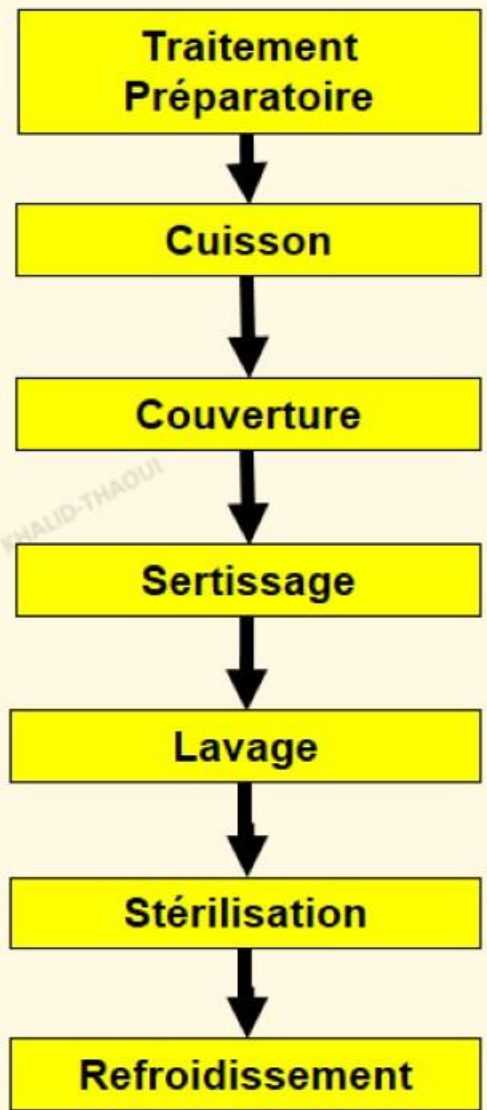 Traitement
Préparatoire
Cuisson
Couverture
KHALID-THAOUI
Sertissage
Lavage
Stérilisation
Refroidissement